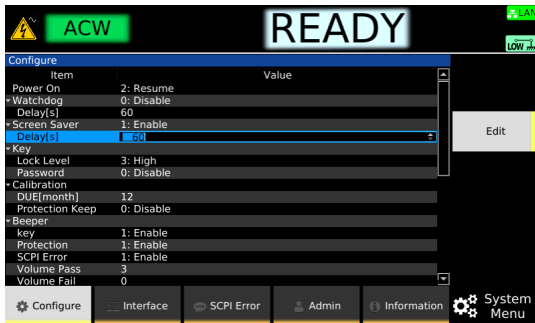 ACW
READY
LAN
LOW
Configure
Item Value
Power On 2: Resume
Watchdog 0: Disable
Delay[s] 60
Screen Saver 1: Enable
Delay[s] 60
Key
Lock Level 3: High
Password 0: Disable
Calibration
DUE[month] 12
Protection Keep 0: Disable
Beeper
key 1: Enable
Protection 1: Enable
SCPI Error 1: Enable
Volume Pass 3
Volume Fail 0
Edit
Configure Interface SCPI Error Admin Information System Menu